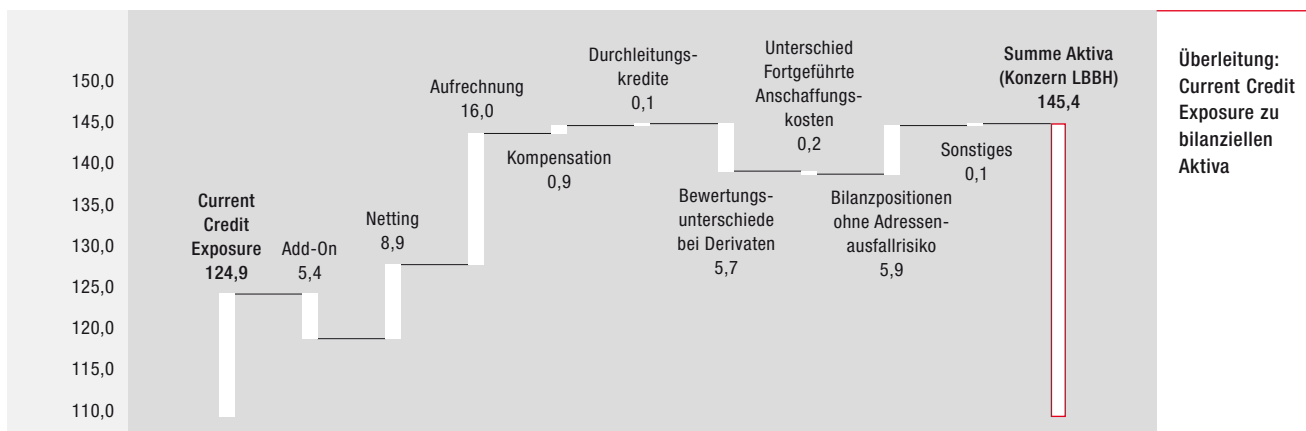 150,0
145,0
140,0
135,0
130,0
125,0
120,0
115,0
110,0
Current
Credit
Exposure
124,9
Add-On
5,4
Netting
8,9
Aufrechnung
16,0
Kompensation
0,9
Durchleitungs-
kredite
0,1
Bewertungs-
unterschiede
bei Derivaten
5,7
Unterschied
Fortgeführte
Anschaffungs-
kosten
0,2
Bilanzpositionen
ohne Adressen-
ausfallrisiko
5,9
Sonstiges
0,1
Summe Aktiva
(Konzern LBBH)
145,4
Überleitung:
Current Credit
Exposure zu
bilanziellen
Aktiva